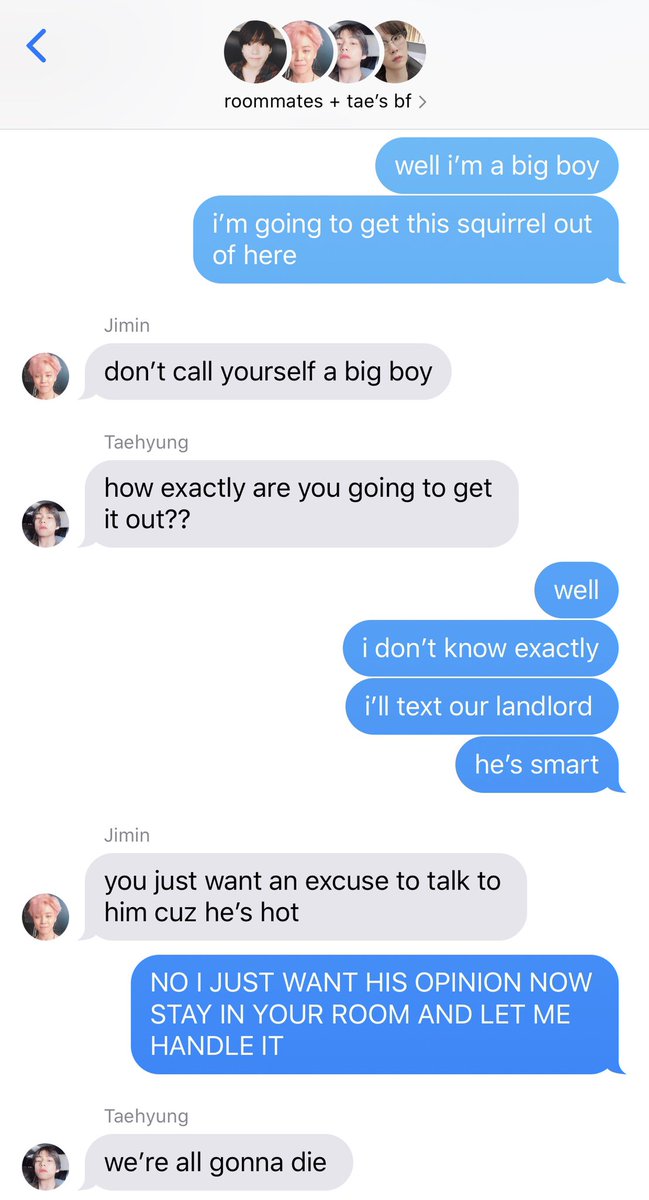 roommates + tae’s bf
well i’m a big boy
i’m going to get this squirrel out
of here
Jimin
don’t call yourself a big boy
Taehyung
how exactly are you going to get
it out??
well
i don’t know exactly
i’ll text our landlord
he’s smart
Jimin
you just want an excuse to talk to
him cuz he’s hot
NO I JUST WANT HIS OPINION NOW
STAY IN YOUR ROOM AND LET ME
HANDLE IT
Taehyung
we’re all gonna die